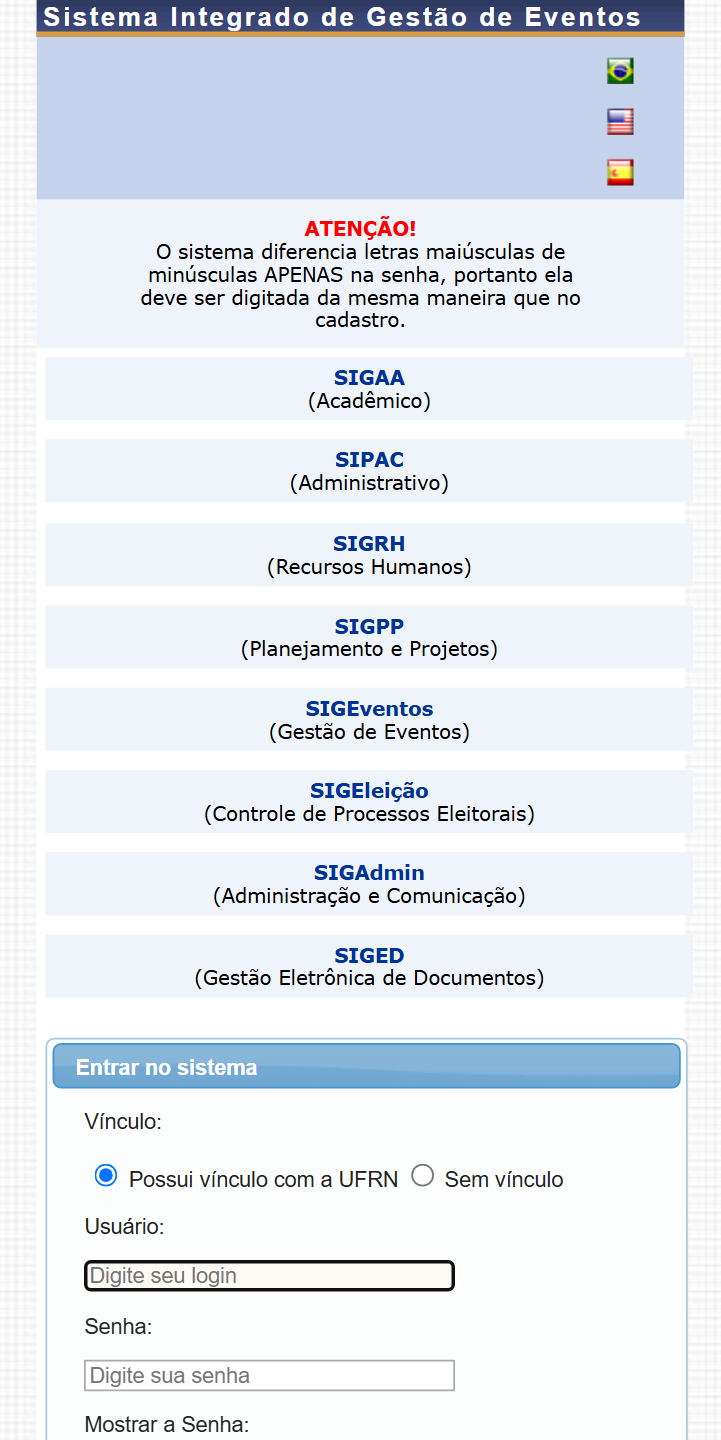 Sistema Integrado de Gestão de Eventos
ATENÇÃO!
O sistema diferencia letras maiúsculas de
minúsculas APENAS na senha, portanto ela
deve ser digitada da mesma maneira que no
cadastro.
SIGAA
(Acadêmico)
SIPAC
(Administrativo)
SIGRH
(Recursos Humanos)
SIGPP
(Planejamento e Projetos)
SIGEventos
(Gestão de Eventos)
SIGEleição
(Controle de Processos Eleitorais)
SIGAdmin
(Administração e Comunicação)
SIGED
(Gestão Eletrônica de Documentos)
Entrar no sistema
Vínculo:
Possui vínculo com a UFRN Sem vínculo
Usuário:
Digite seu login
Senha:
Digite sua senha
Mostrar a Senha: